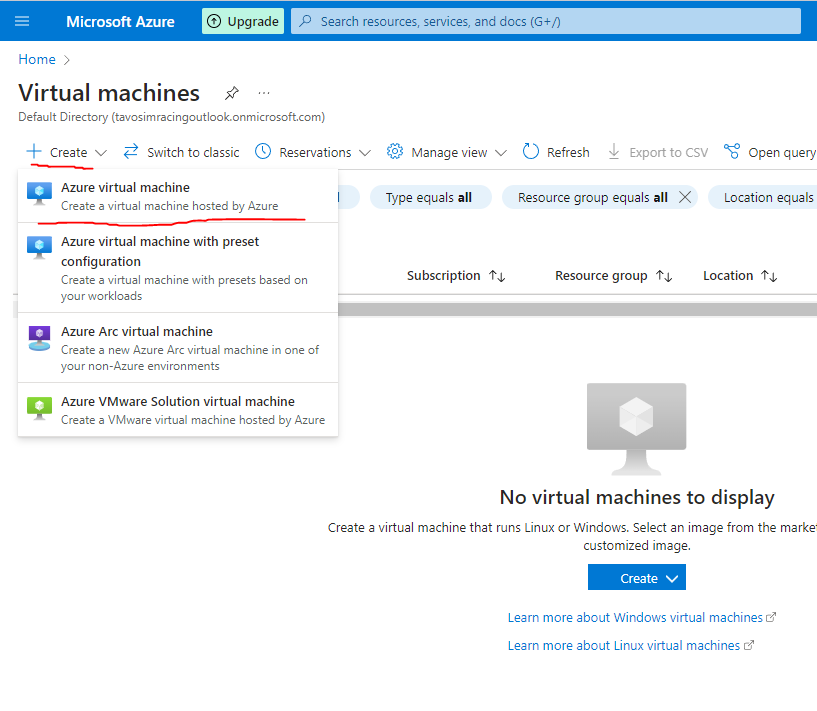 Microsoft Azure
Upgrade
Search resources, services, and docs (G+/)
Home
Virtual machines
Default Directory (tavosimracingoutlook.onmicrosoft.com)
Create
Switch to classic
Reservations
Manage view
Refresh
Export to CSV
Open query
Azure virtual machine
Create a virtual machine hosted by Azure
Type equals all
Resource group equals all
Location equals
Azure virtual machine with preset
configuration
Create a virtual machine with presets based on
your workloads
Subscription
Resource group
Location
Azure Arc virtual machine
Create a new Azure Arc virtual machine in one of
your non-Azure environments
Azure VMware Solution virtual machine
Create a VMware virtual machine hosted by Azure
No virtual machines to display
Create a virtual machine that runs Linux or Windows. Select an image from the
customized image.
Create
Learn more about Windows virtual machines
Learn more about Linux virtual machines